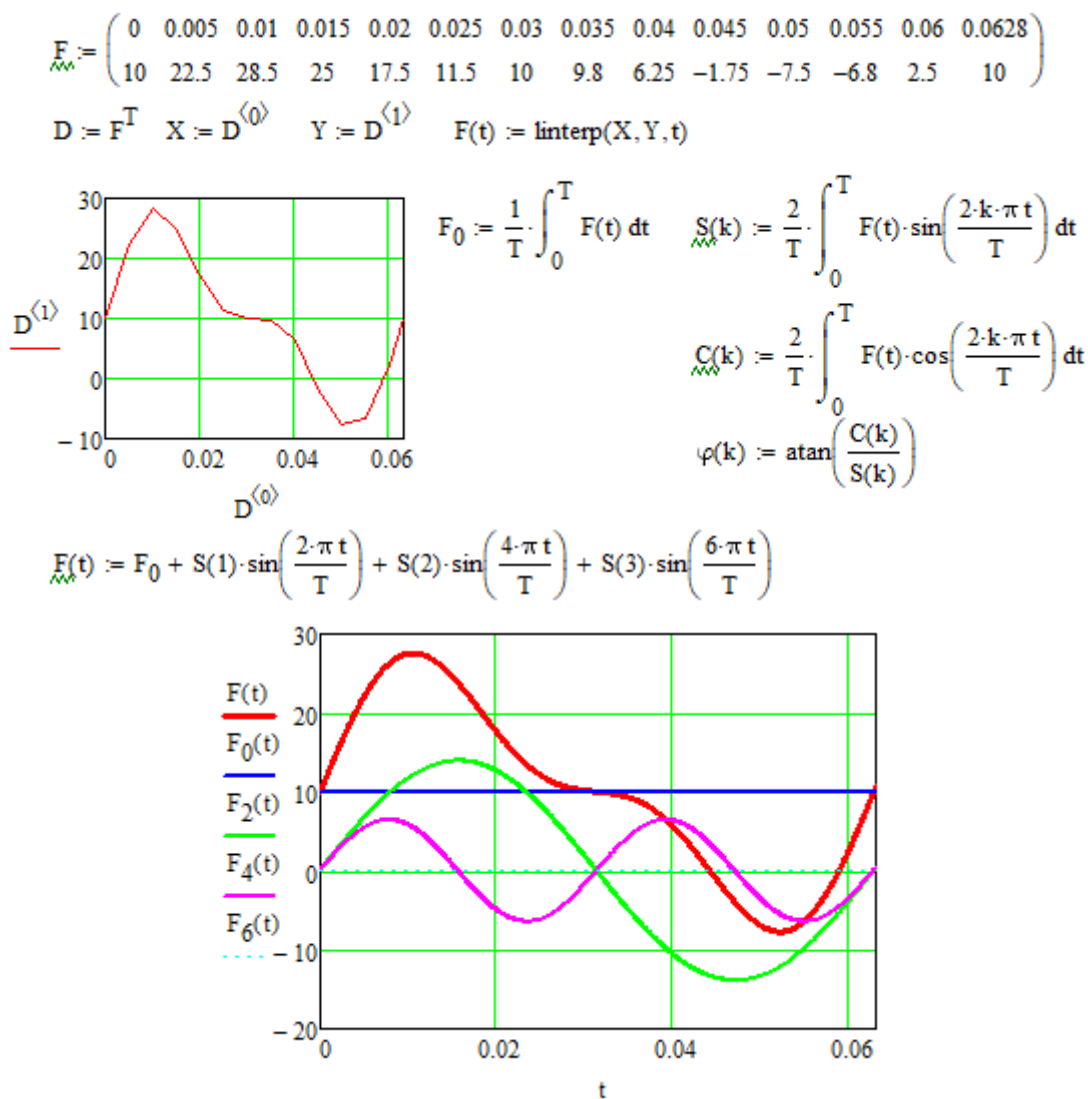 F := ( 0 0.005 0.01 0.015 0.02 0.025 0.03 0.035 0.04 0.045 0.05 0.055 0.06 0.0628
10 22.5 28.5 25 17.5 11.5 10 9.8 6.25 −1.75 −7.5 −6.8 2.5 10 )
D := F^T X := D^⟨0⟩ Y := D^⟨1⟩ F(t) := linterp(X, Y, t)
30
20
10
0
−10
D^⟨1⟩
0 0.02 0.04 0.06
D^⟨0⟩
F_0 := 1/T · ∫_0^T F(t) dt
S(k) := 2/T · ∫_0^T F(t)·sin(2·k·π t/T) dt
C(k) := 2/T · ∫_0^T F(t)·cos(2·k·π t/T) dt
φ(k) := atan(C(k)/S(k))
F(t) := F_0 + S(1)·sin(2·π t/T) + S(2)·sin(4·π t/T) + S(3)·sin(6·π t/T)
F(t)
F_0(t)
F_2(t)
F_4(t)
F_6(t)
30
20
10
0
−10
−20
0 0.02 0.04 0.06
t